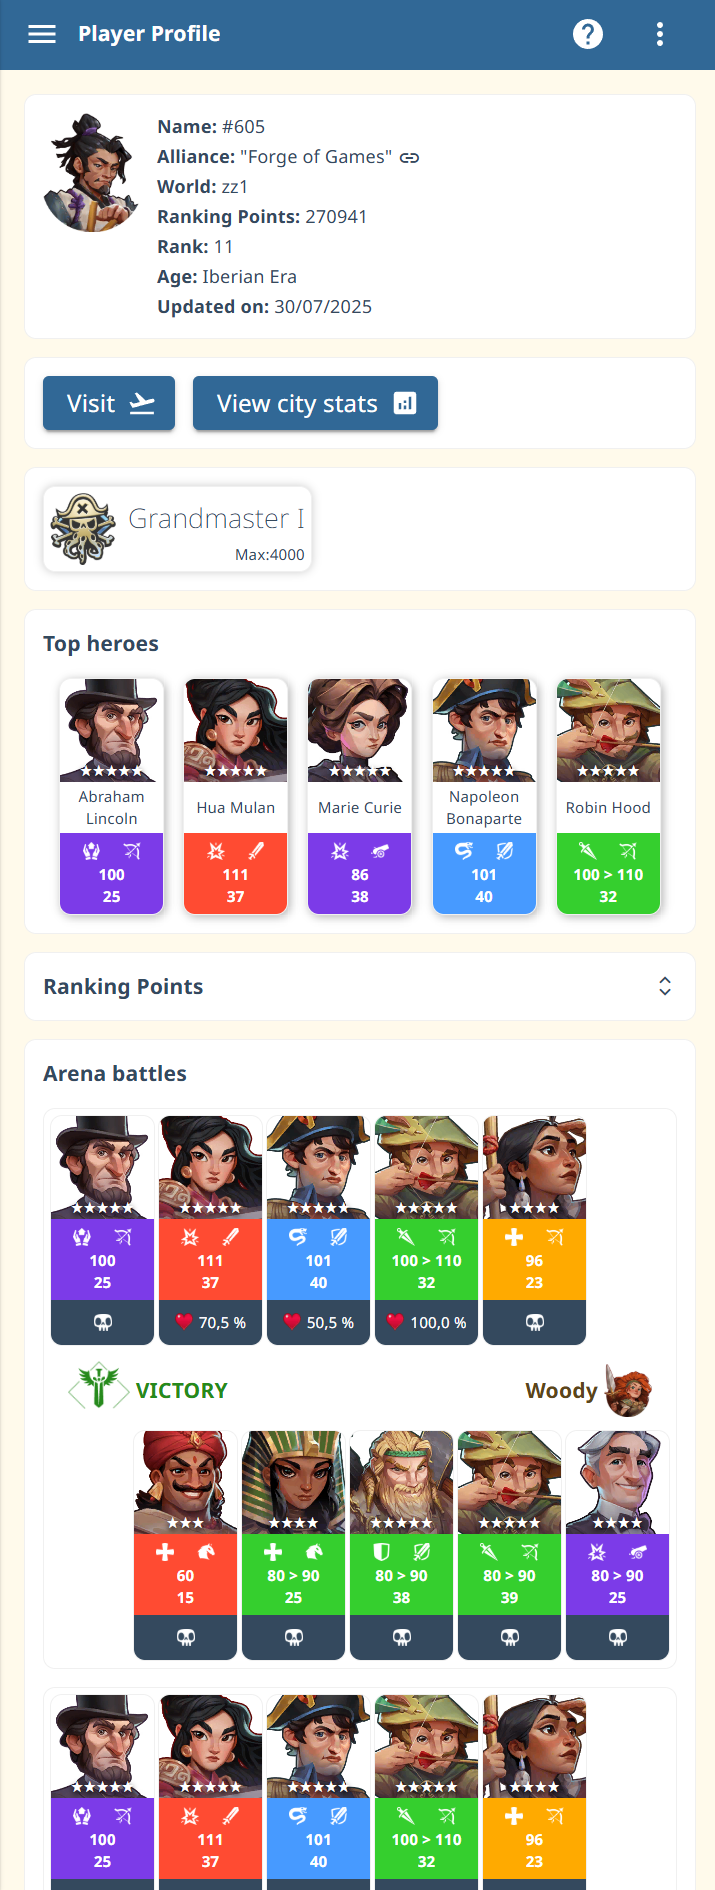 Player Profile
Name: #605
Alliance: "Forge of Games"
World: zz1
Ranking Points: 270941
Rank: 11
Age: Iberian Era
Updated on: 30/07/2025
Visit
View city stats
Grandmaster I
Max:4000
Top heroes
Abraham Lincoln
100
25
Hua Mulan
111
37
Marie Curie
86
38
Napoleon Bonaparte
101
40
Robin Hood
100 > 110
32
Ranking Points
Arena battles
100 111 101 100 > 110 96
25 37 40 32 23
70,5 % 50,5 % 100,0 %
VICTORY Woody
60 80 > 90 80 > 90 80 > 90 80 > 90
15 25 38 39 25
100 111 101 100 > 110 96
25 37 40 32 23